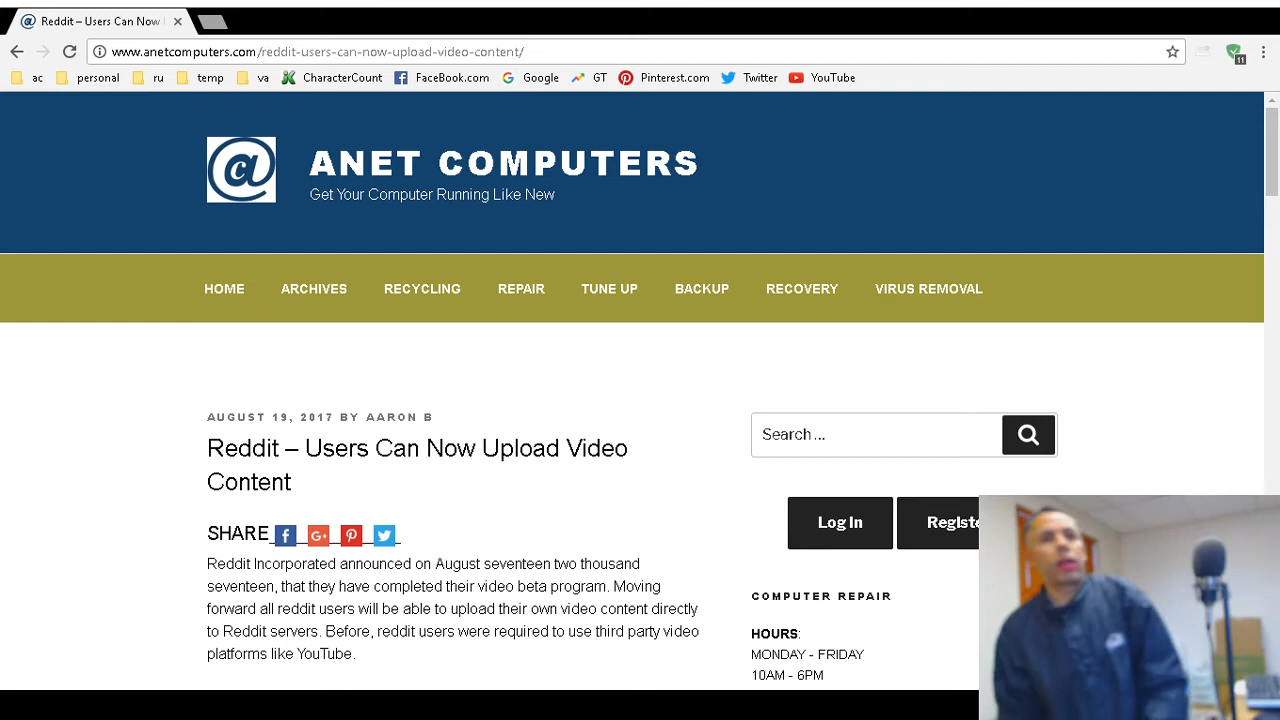 Reddit – Users Can Now
www.anetcomputers.com/reddit-users-can-now-upload-video-content/
11
ac personal ru temp va CharacterCount FaceBook.com Google GT Pinterest.com Twitter YouTube
ANET COMPUTERS
Get Your Computer Running Like New
HOME ARCHIVES RECYCLING REPAIR TUNE UP BACKUP RECOVERY VIRUS REMOVAL
AUGUST 19, 2017 BY AARON B
Reddit – Users Can Now Upload Video
Content
SHARE
Reddit Incorporated announced on August seventeen two thousand
seventeen, that they have completed their video beta program. Moving
forward all reddit users will be able to upload their own video content directly
to Reddit servers. Before, reddit users were required to use third party video
platforms like YouTube.
Search ...
Log In Registe
COMPUTER REPAIR
HOURS:
MONDAY - FRIDAY
10AM - 6PM